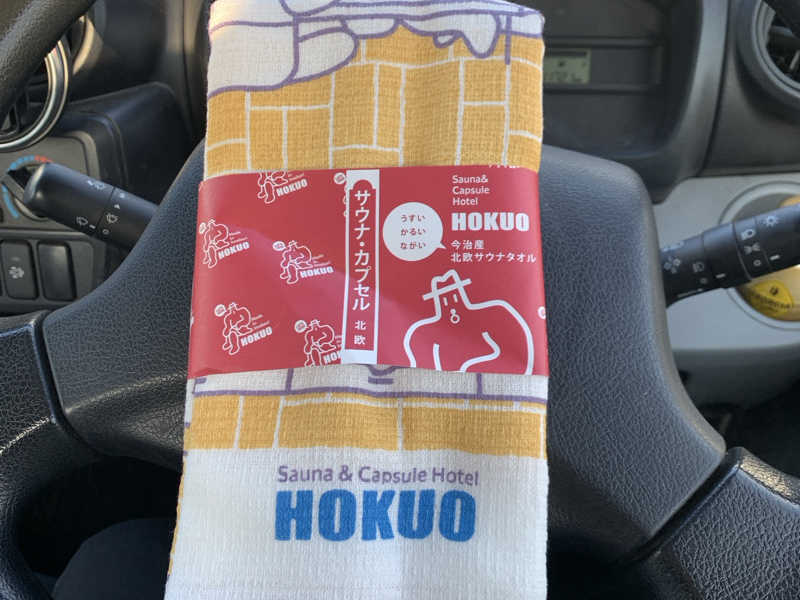 サウナ・カプセル 北欧
Sauna&
Capsule
Hotel
HOKUO
うすい
かるい
ながい
今治産
北欧サウナタオル
HOKUO
HOKUO
HOKUO
HOKUO
Sauna & Capsule Hotel
HOKUO